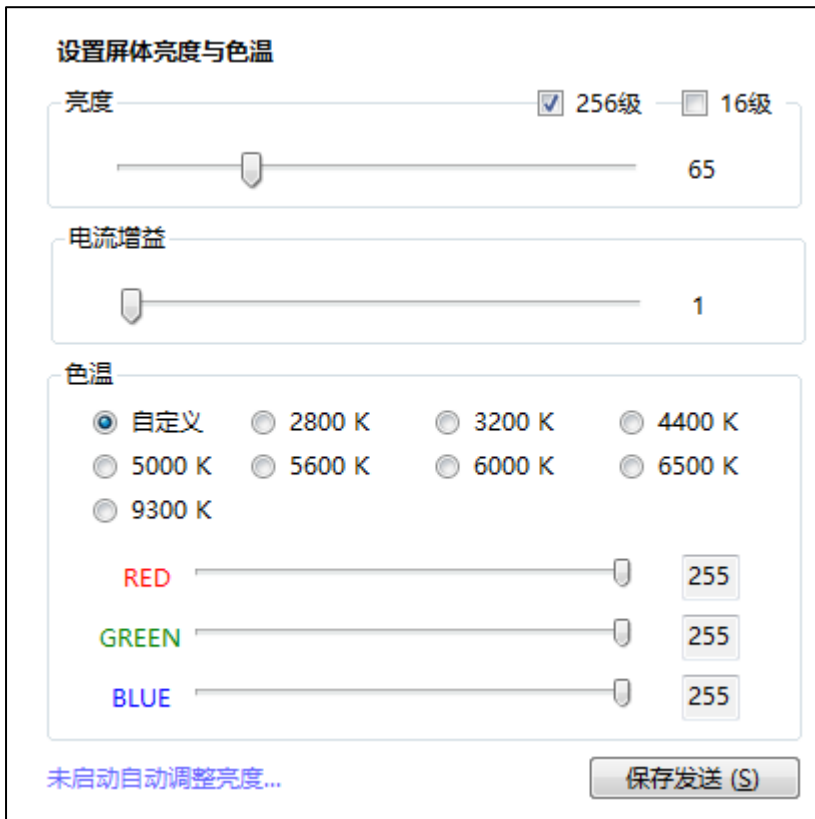 设置屏体亮度与色温
亮度 256级 16级
65
电流增益
1
色温
自定义 2800 K 3200 K 4400 K
5000 K 5600 K 6000 K 6500 K
9300 K
RED 255
GREEN 255
BLUE 255
未启动自动调整亮度... 保存发送 (S)